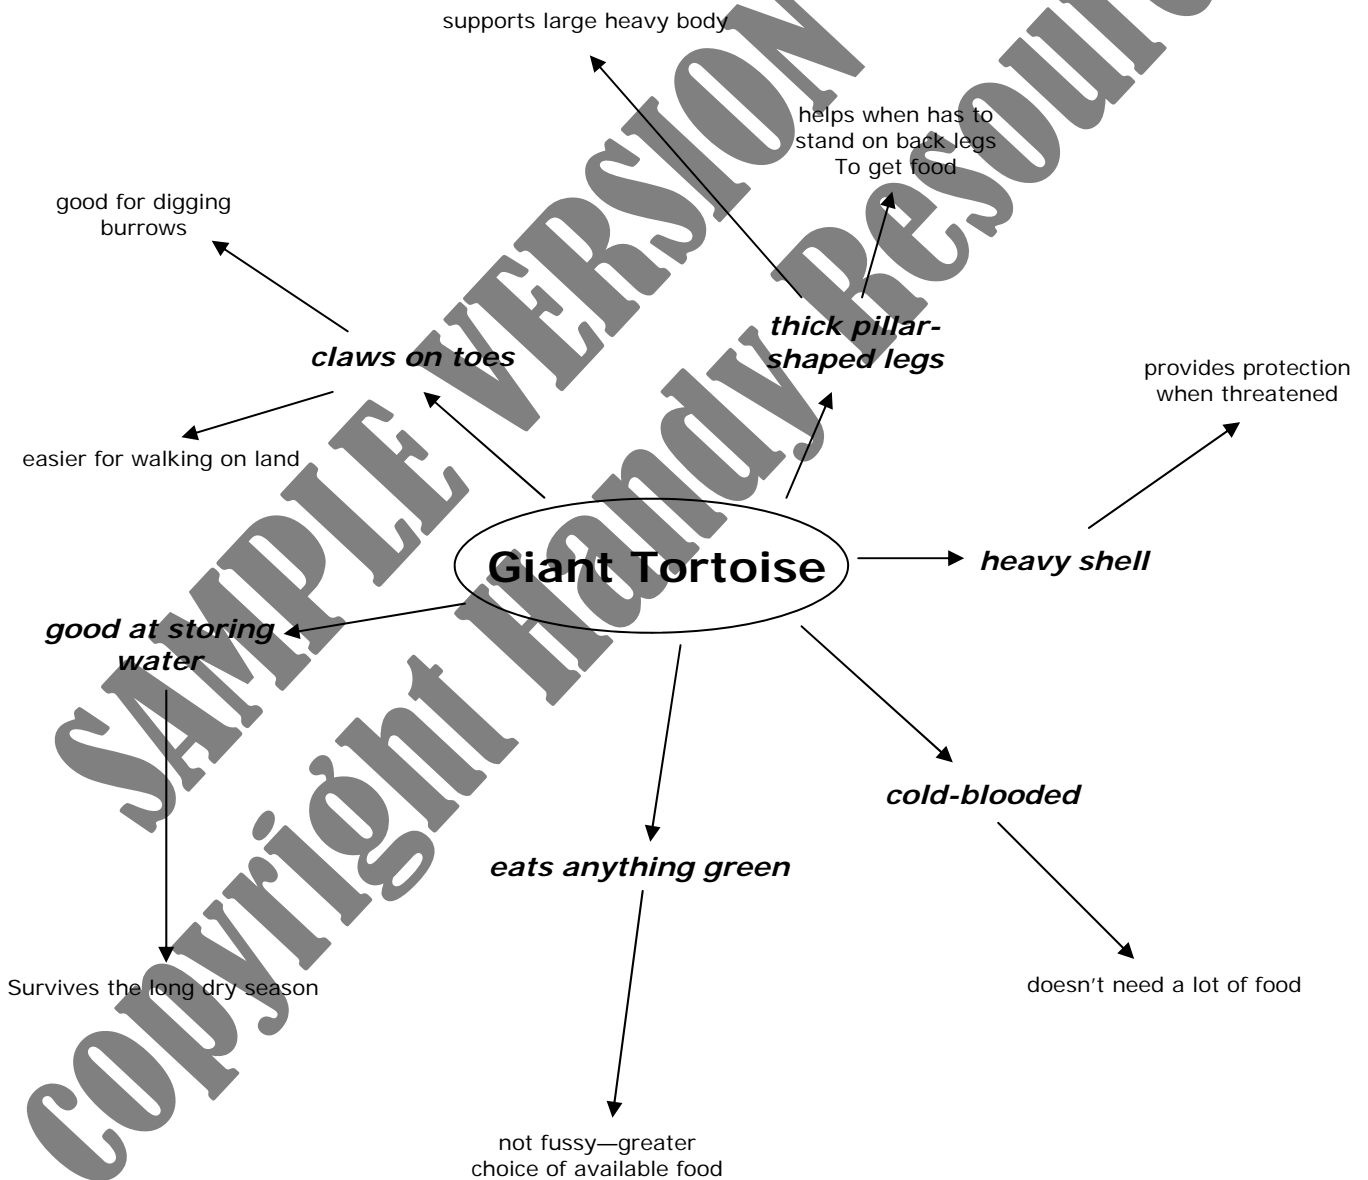 supports large heavy body
helps when has to
stand on back legs
To get food
good for digging
burrows
thick pillar-
shaped legs
claws on toes
provides protection
when threatened
easier for walking on land
Giant Tortoise
heavy shell
good at storing
water
cold-blooded
eats anything green
Survives the long dry season
doesn't need a lot of food
not fussy—greater
choice of available food
SAMPLE VERSION
copyright Handy